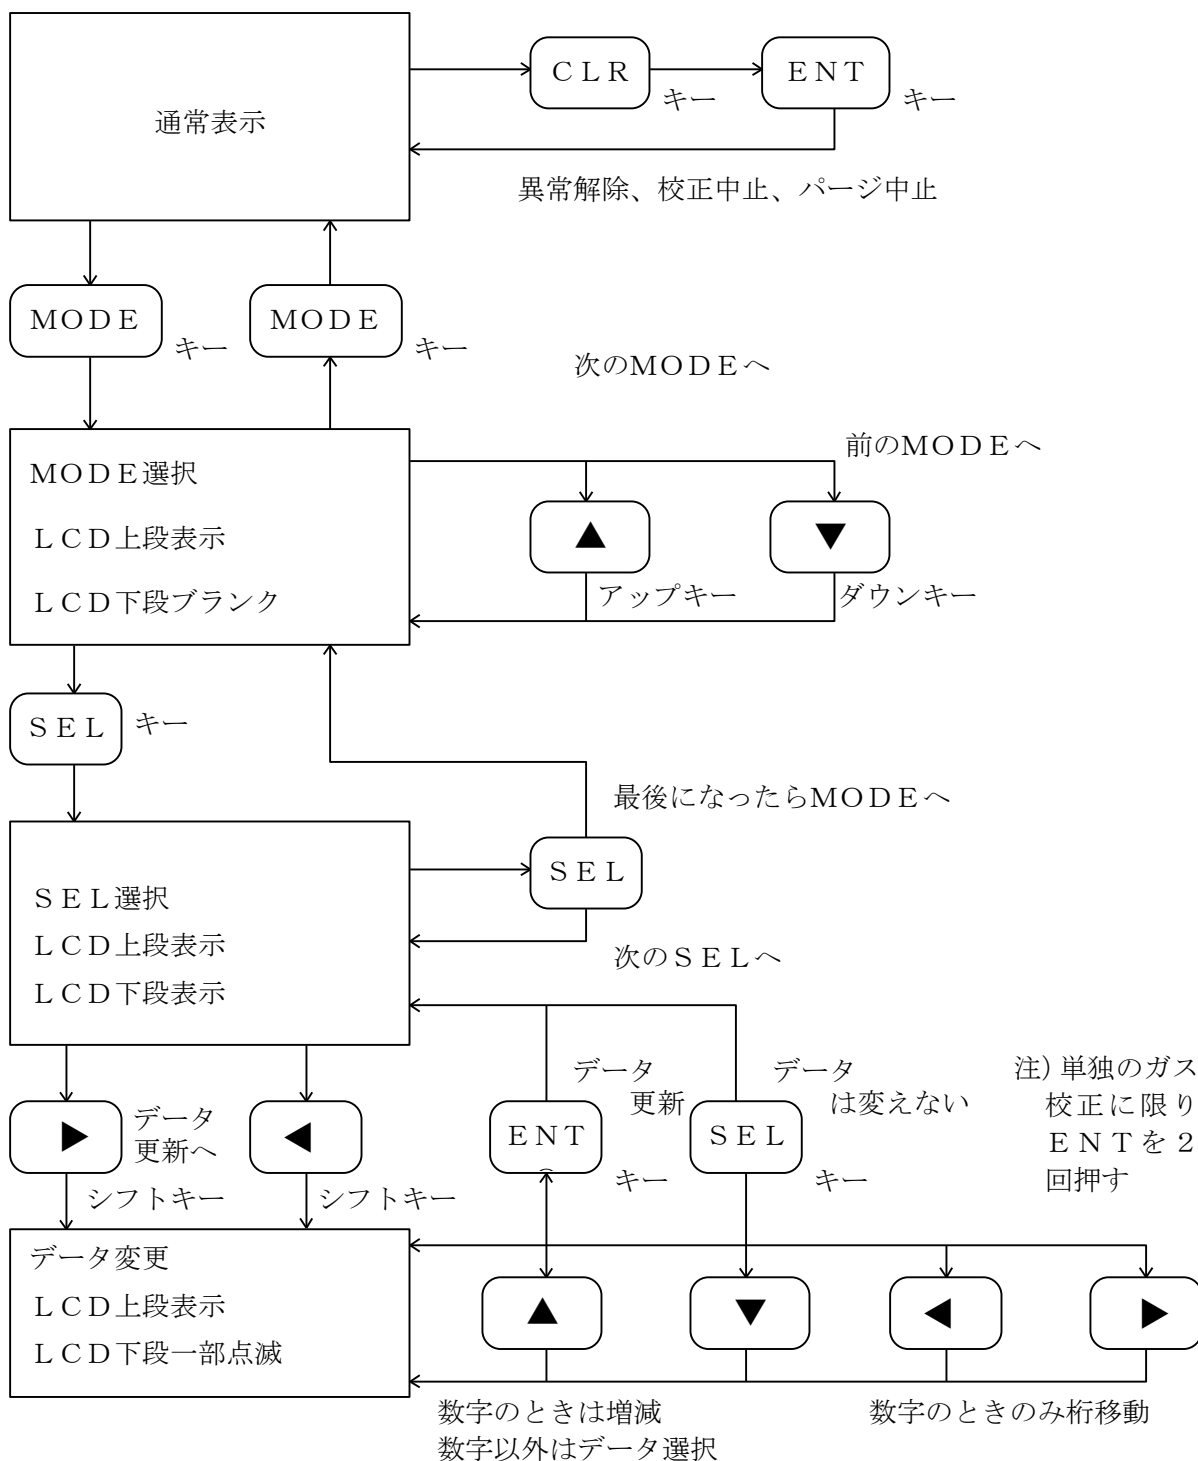 ＣＬＲ
キー
ＥＮＴ
キー
通常表示
異常解除、校正中止、パージ中止
ＭＯＤＥ
キー
ＭＯＤＥ
キー
次のＭＯＤＥへ
前のＭＯＤＥへ
ＭＯＤＥ選択
ＬＣＤ上段表示
ＬＣＤ下段ブランク
▲
アップキー
▼
ダウンキー
ＳＥＬ
キー
最後になったらＭＯＤＥへ
ＳＥＬ
次のＳＥＬへ
ＳＥＬ選択
ＬＣＤ上段表示
ＬＣＤ下段表示
▶
データ
更新へ
シフトキー
◀
シフトキー
データ
更新
ＥＮＴ
キー
データ
は変えない
ＳＥＬ
キー
注）単独のガス
校正に限り
ＥＮＴを２
回押す
データ変更
ＬＣＤ上段表示
ＬＣＤ下段一部点滅
▲
▼
◀
▶
数字のときは増減
数字以外はデータ選択
数字のときのみ桁移動